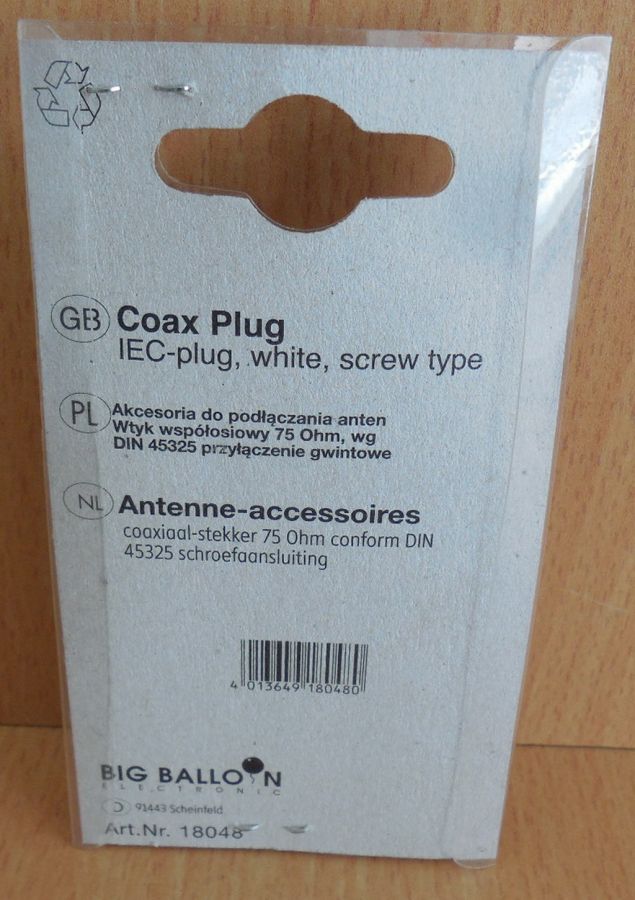 GB Coax Plug
IEC-plug, white, screw type
PL Akcesoria do podłączania anten
Wtyk współosiowy 75 Ohm, wg
DIN 45325 przyłączenie gwintowe
NL Antenne-accessoires
coaxiaal-stekker 75 Ohm conform DIN
45325 schroefaansluiting
4 013649 180480
BIG BALLOON
ELECTRONIC
D 91443 Scheinfeld
Art.Nr. 18048